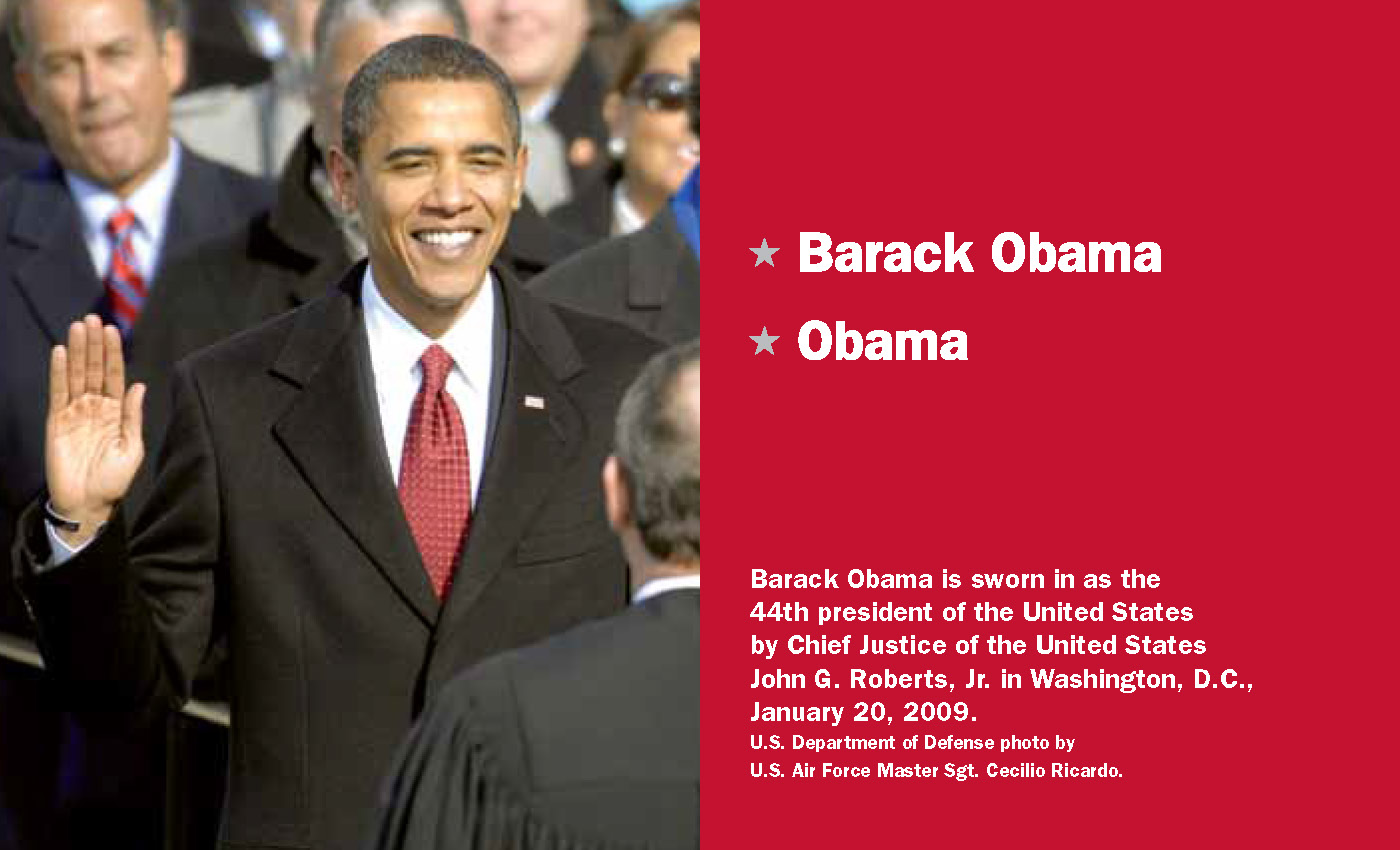 ★ Barack Obama
★ Obama
Barack Obama is sworn in as the
44th president of the United States
by Chief Justice of the United States
John G. Roberts, Jr. in Washington, D.C.,
January 20, 2009.
U.S. Department of Defense photo by
U.S. Air Force Master Sgt. Cecilio Ricardo.